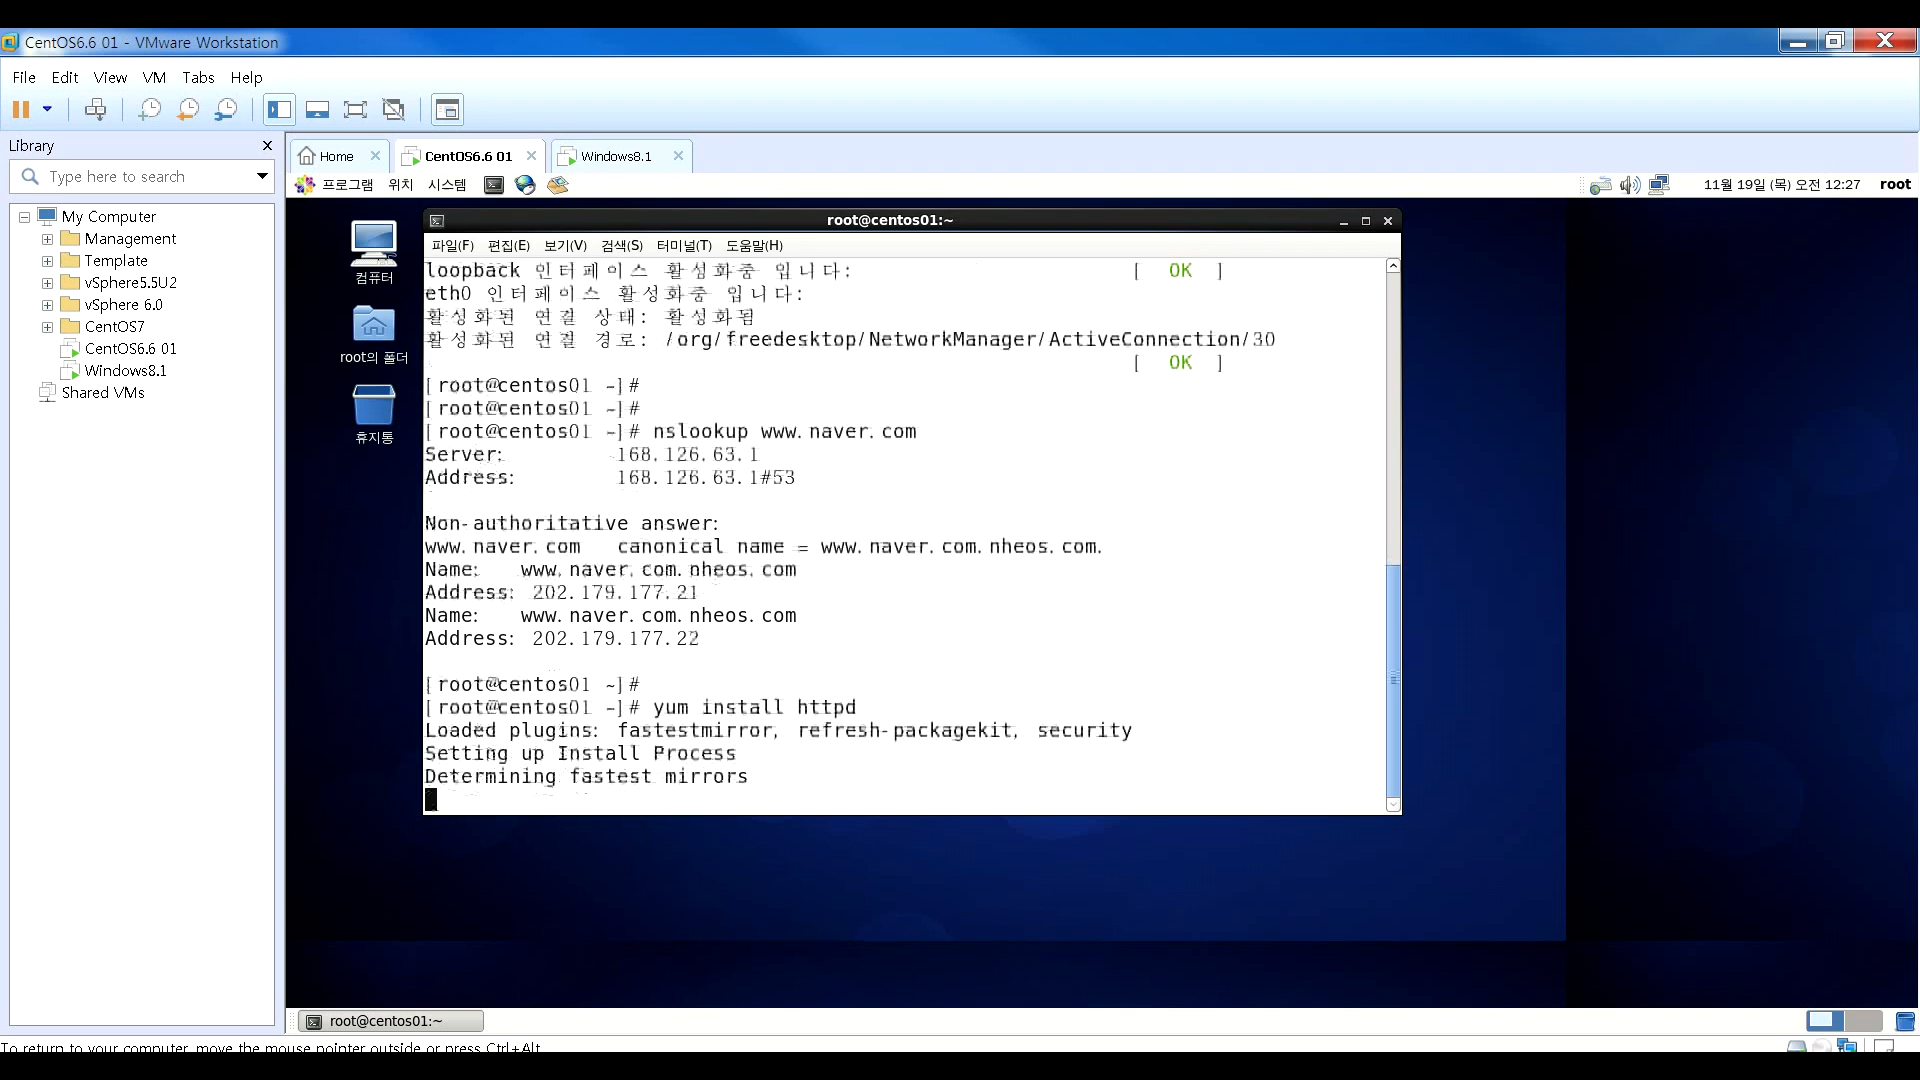 CentOS6.6 01 - VMware Workstation
File Edit View VM Tabs Help
Library
Type here to search
My Computer
Management
Template
vSphere5.5U2
vSphere 6.0
CentOS7
CentOS6.6 01
Windows8.1
Shared VMs
Home
CentOS6.6 01
Windows8.1
프로그램 위치 시스템
11월 19일 (목) 오전 12:27 root
컴퓨터
root의 폴더
휴지통
root@centos01:~
파일(F) 편집(E) 보기(V) 검색(S) 터미널(T) 도움말(H)
loopback 인터페이스 활성화중 입니다: [ OK ]
eth0 인터페이스 활성화중 입니다:
활성화된 연결 상태: 활성화됨
활성화된 연결 경로: /org/freedesktop/NetworkManager/ActiveConnection/30
[ OK ]
[root@centos01 ~]#
[root@centos01 ~]#
[root@centos01 ~]# nslookup www.naver.com
Server: 168.126.63.1
Address: 168.126.63.1#53
Non-authoritative answer:
www.naver.com canonical name = www.naver.com.nheos.com.
Name: www.naver.com.nheos.com
Address: 202.179.177.21
Name: www.naver.com.nheos.com
Address: 202.179.177.22
[root@centos01 ~]#
[root@centos01 ~]# yum install httpd
Loaded plugins: fastestmirror, refresh-packagekit, security
Setting up Install Process
Determining fastest mirrors
root@centos01:~
To return to your computer, move the mouse pointer outside or press Ctrl+Alt.